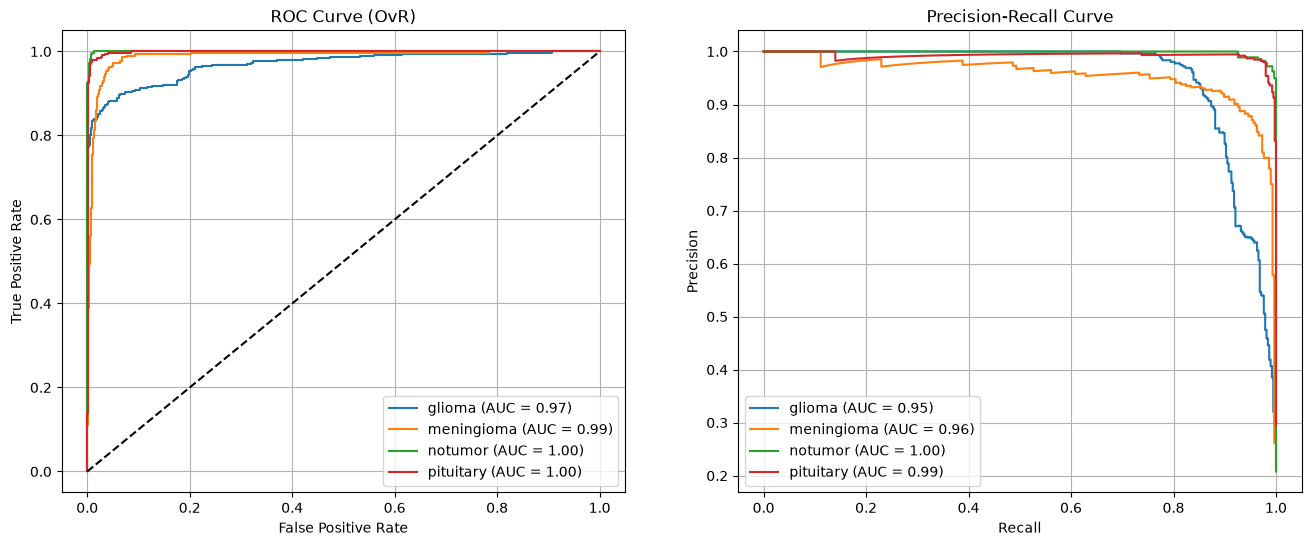 ROC Curve (OvR)
1.0
0.8
0.6
0.4
0.2
0.0
True Positive Rate
0.0 0.2 0.4 0.6 0.8 1.0
False Positive Rate
glioma (AUC = 0.97)
meningioma (AUC = 0.99)
notumor (AUC = 1.00)
pituitary (AUC = 1.00)
Precision-Recall Curve
1.0
0.9
0.8
0.7
0.6
0.5
0.4
0.3
0.2
Precision
0.0 0.2 0.4 0.6 0.8 1.0
Recall
glioma (AUC = 0.95)
meningioma (AUC = 0.96)
notumor (AUC = 1.00)
pituitary (AUC = 0.99)